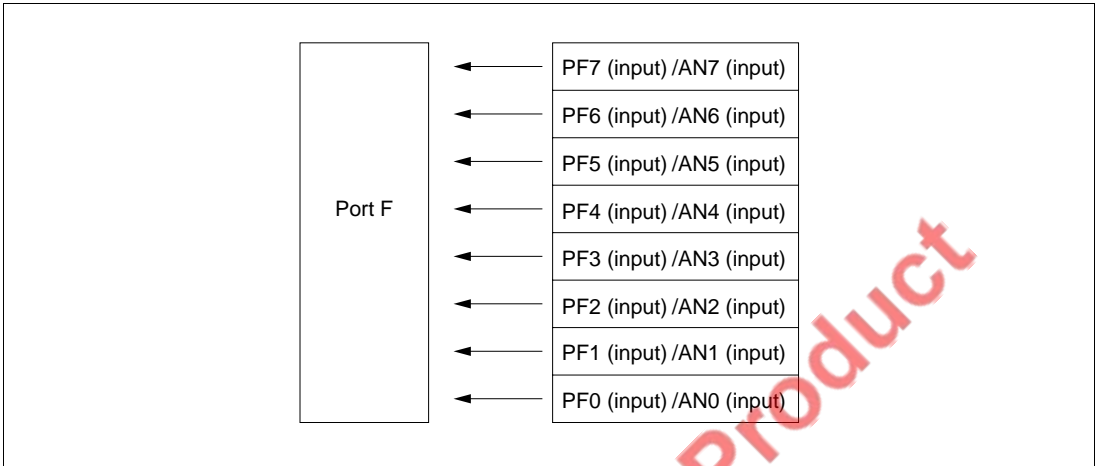 PF7 (input) /AN7 (input)
PF6 (input) /AN6 (input)
PF5 (input) /AN5 (input)
Port F
PF4 (input) /AN4 (input)
PF3 (input) /AN3 (input)
PF2 (input) /AN2 (input)
PF1 (input) /AN1 (input)
PF0 (input) /AN0 (input)
Product